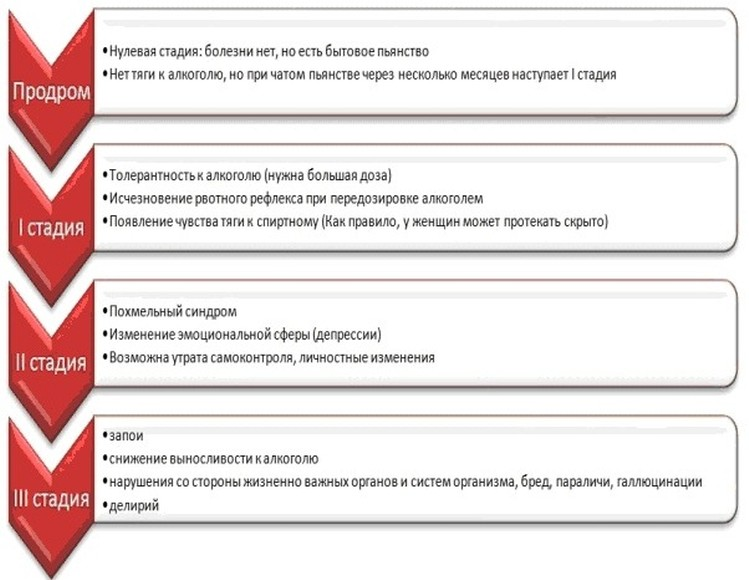 Продром
•Нулевая стадия: болезни нет, но есть бытовое пьянство
•Нет тяги к алкоголю, но при чатом пьянстве через несколько месяцев наступает I стадия
I стадия
•Толерантность к алкоголю (нужна большая доза)
•Исчезновение рвотного рефлекса при передозировке алкоголем
•Появление чувства тяги к спиртному (Как правило, у женщин может протекать скрыто)
II стадия
•Похмельный синдром
•Изменение эмоциональной сферы (депрессии)
•Возможна утрата самоконтроля, личностные изменения
III стадия
•запои
•снижение выносливости к алкоголю
•нарушения со стороны жизненно важных органов и систем организма, бред, параличи, галлюцинации
•делирий